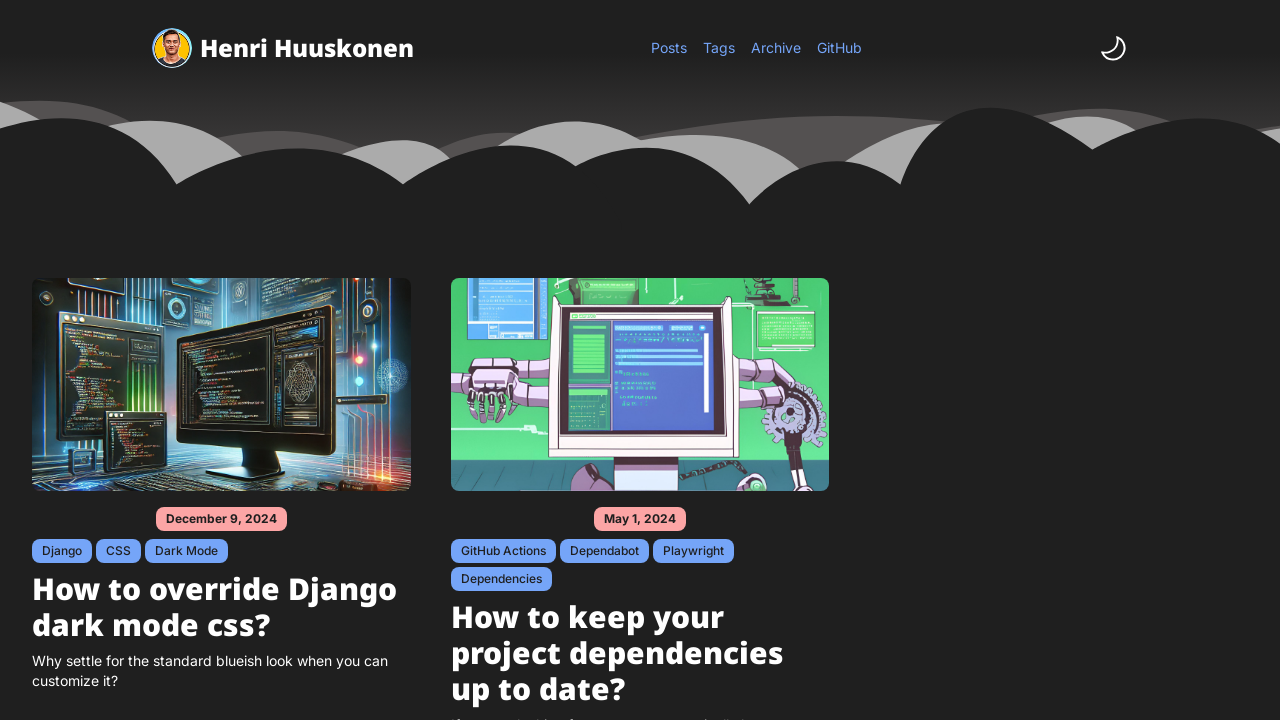 Henri Huuskonen
Posts Tags Archive GitHub
December 9, 2024
Django CSS Dark Mode
How to override Django
dark mode css?
Why settle for the standard blueish look when you can
customize it?
May 1, 2024
GitHub Actions Dependabot Playwright
Dependencies
How to keep your
project dependencies
up to date?